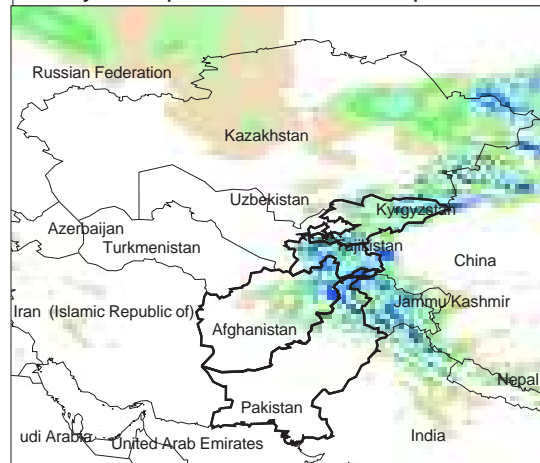 Russian Federation
Kazakhstan
Uzbekistan
Kyrgyzstan
Azerbaijan
Turkmenistan
Tajikistan
China
Iran (Islamic Republic of)
Jammu/Kashmir
Afghanistan
Nepal
Pakistan
udi Arabia
United Arab Emirates
India